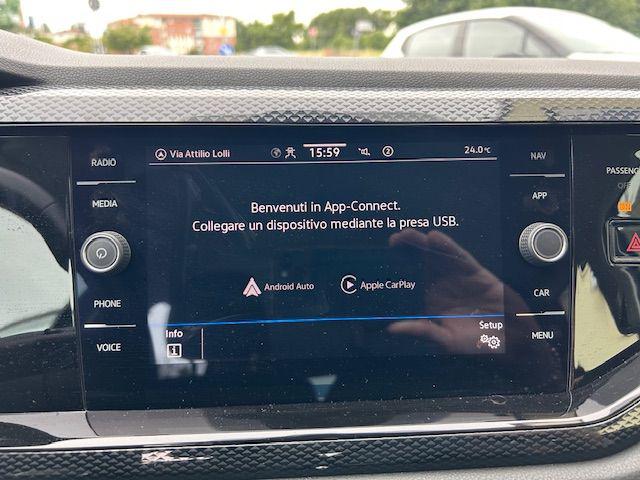 RADIO
MEDIA
PHONE
VOICE
Via Attilio Lolli 15:59 2 24.0°C
Benvenuti in App-Connect.
Collegare un dispositivo mediante la presa USB.
Android Auto Apple CarPlay
Info Setup
NAV
APP
CAR
MENU
PASSENG